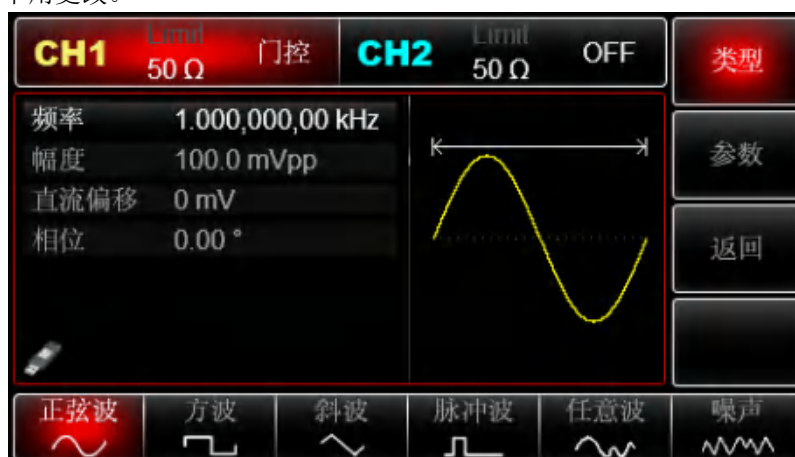 CH1 Limit 50 Ω 门控 CH2 Limit 50 Ω OFF 类型
频率 1.000,000,00 kHz
幅度 100.0 mVpp
直流偏移 0 mV
相位 0.00 °
参数
返回
正弦波 方波 斜波 脉冲波 任意波 噪声